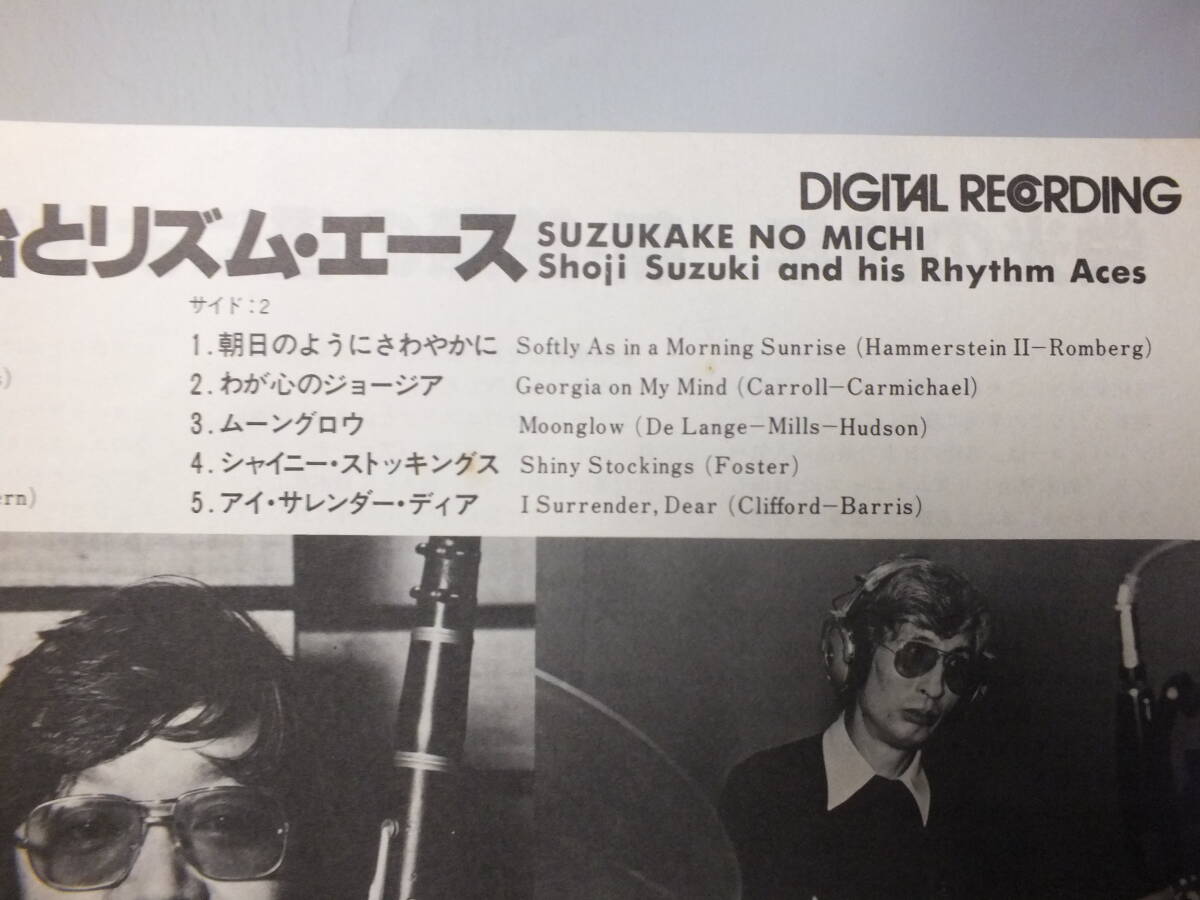 DIGITAL RECORDING
とリズム・エース
SUZUKAKE NO MICHI
Shoji Suzuki and his Rhythm Aces
サイド:2
1.朝日のようにさわやかに Softly As in a Morning Sunrise (Hammerstein II−Romberg)
2.わが心のジョージア Georgia on My Mind (Carroll−Carmichael)
3.ムーングロウ Moonglow (De Lange−Mills−Hudson)
4.シャイニー・ストッキングス Shiny Stockings (Foster)
5.アイ・サレンダー・ディア I Surrender, Dear (Clifford−Barris)
ern)